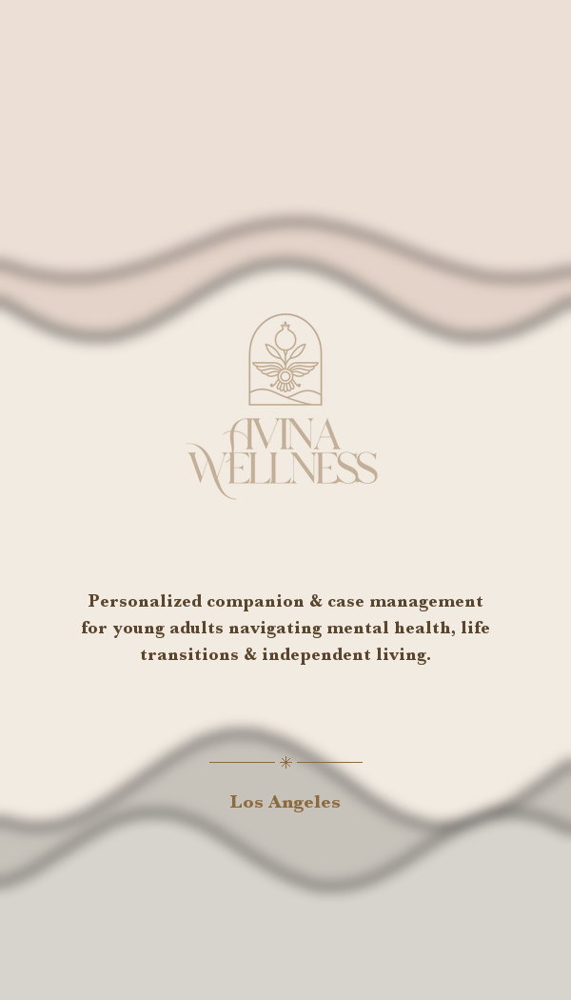 AVINA
WELLNESS
Personalized companion & case management
for young adults navigating mental health, life
transitions & independent living.
Los Angeles